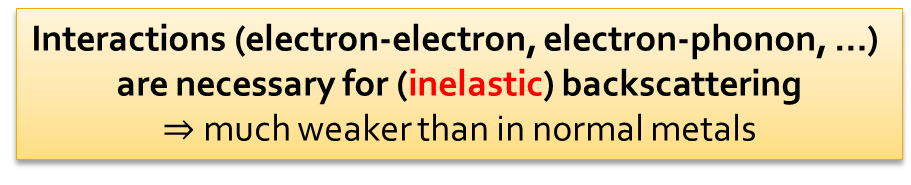 Interactions (electron-electron, electron-phonon, …)
are necessary for (inelastic) backscattering
⇒ much weaker than in normal metals